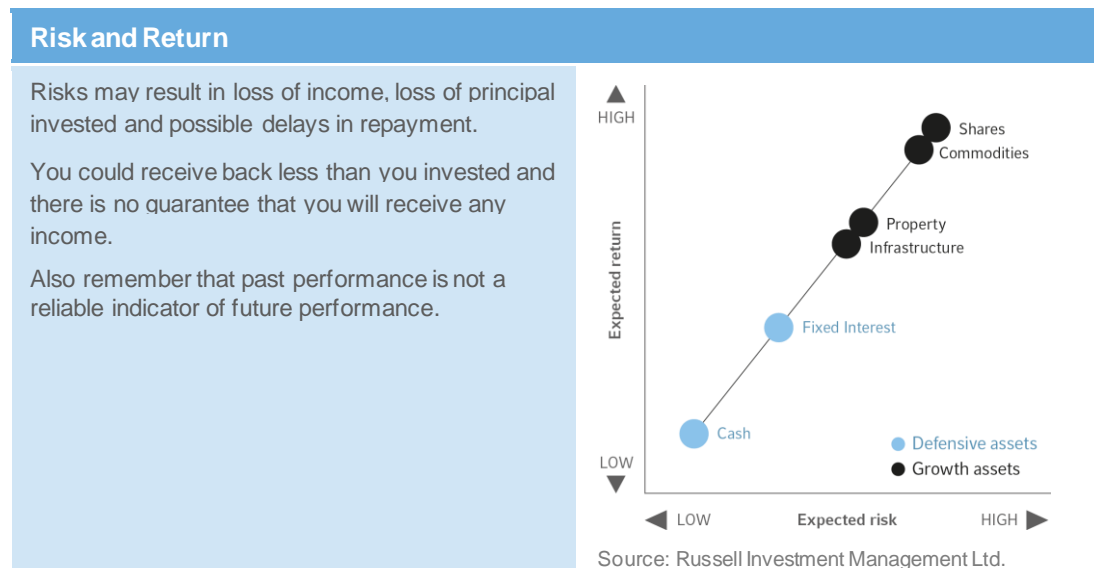 Risk and Return
Risks may result in loss of income, loss of principal
invested and possible delays in repayment.
You could receive back less than you invested and
there is no guarantee that you will receive any
income.
Also remember that past performance is not a
reliable indicator of future performance.
HIGH
Shares
Commodities
Property
Infrastructure
Expected return
Fixed Interest
Cash
Defensive assets
Growth assets
LOW
LOW
Expected risk
HIGH
Source: Russell Investment Management Ltd.